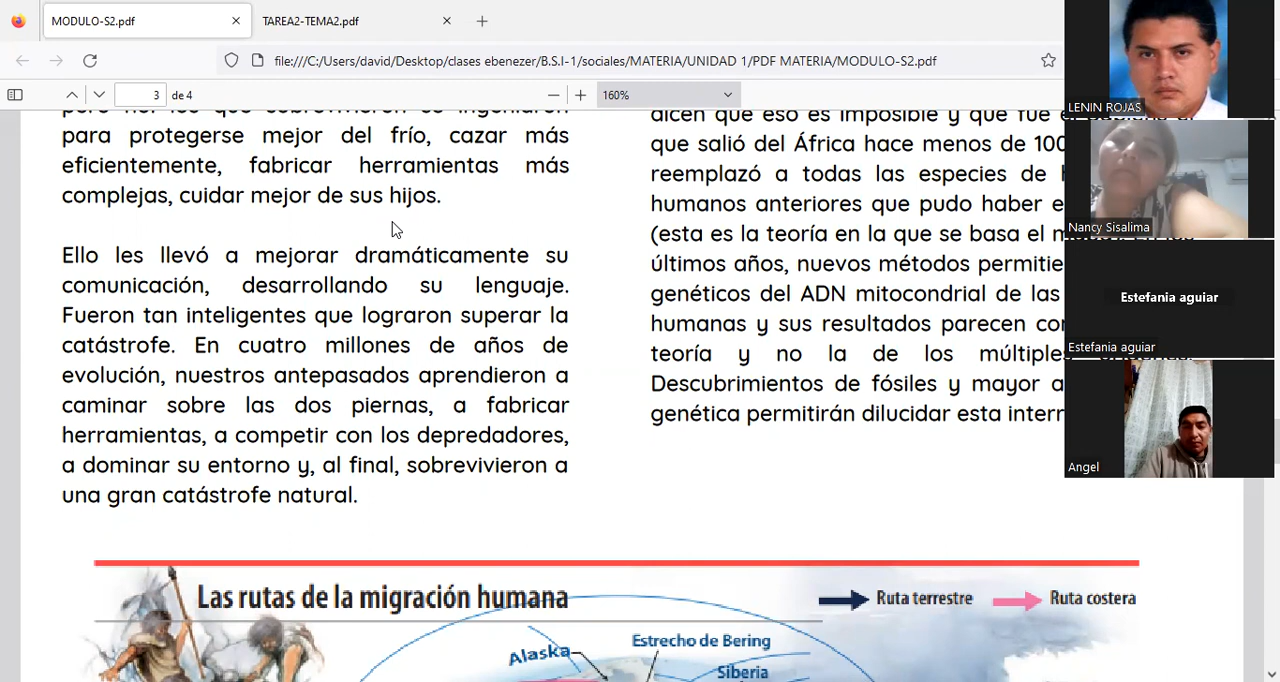 MODULO-S2.pdf
TAREA2-TEMA2.pdf
file:///C:/Users/david/Desktop/clases ebenezer/B.S.I-1/sociales/MATERIA/UNIDAD 1/PDF MATERIA/MODULO-S2.pdf
3 de 4
160%
para protegerse mejor del frío, cazar más
eficientemente, fabricar herramientas más
complejas, cuidar mejor de sus hijos.
Ello les llevó a mejorar dramáticamente su
comunicación, desarrollando su lenguaje.
Fueron tan inteligentes que lograron superar la
catástrofe. En cuatro millones de años de
evolución, nuestros antepasados aprendieron a
caminar sobre las dos piernas, a fabricar
herramientas, a competir con los depredadores,
a dominar su entorno y, al final, sobrevivieron a
una gran catástrofe natural.
dicen que eso es imposible y que fue
que salió del África hace menos de 100
reemplazó a todas las especies de
humanos anteriores que pudo haber
(esta es la teoría en la que se basa el
últimos años, nuevos métodos
genéticos del ADN mitocondrial de las
humanas y sus resultados parecen
teoría y no la de los
Descubrimientos de fósiles y mayor
genética permitirán dilucidar esta
Las rutas de la migración humana
Ruta terrestre
Ruta costera
Estrecho de Bering
Alaska
Siberia
LENIN ROJAS
Nancy Sisalima
Estefania aguiar
Estefania aguiar
Angel